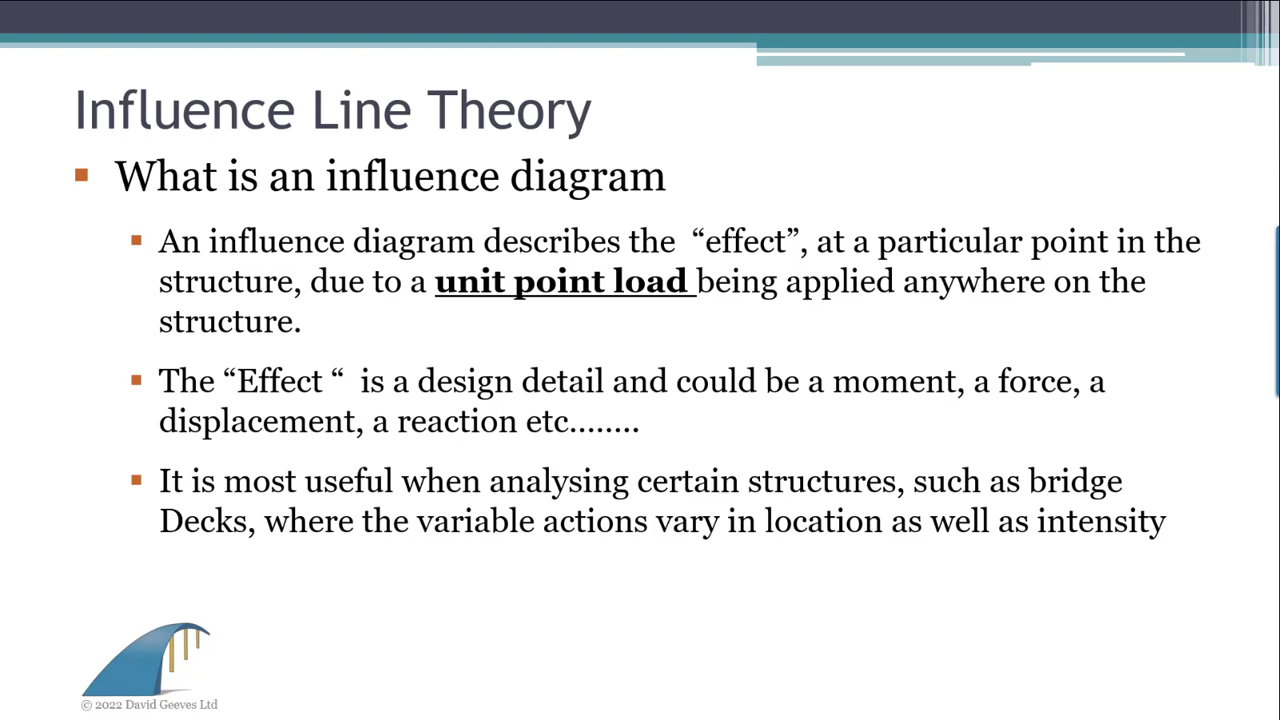 Influence Line Theory
What is an influence diagram
An influence diagram describes the “effect”, at a particular point in the
structure, due to a unit point load being applied anywhere on the
structure.
The “Effect “ is a design detail and could be a moment, a force, a
displacement, a reaction etc........
It is most useful when analysing certain structures, such as bridge
Decks, where the variable actions vary in location as well as intensity
© 2022 David Geeves Ltd